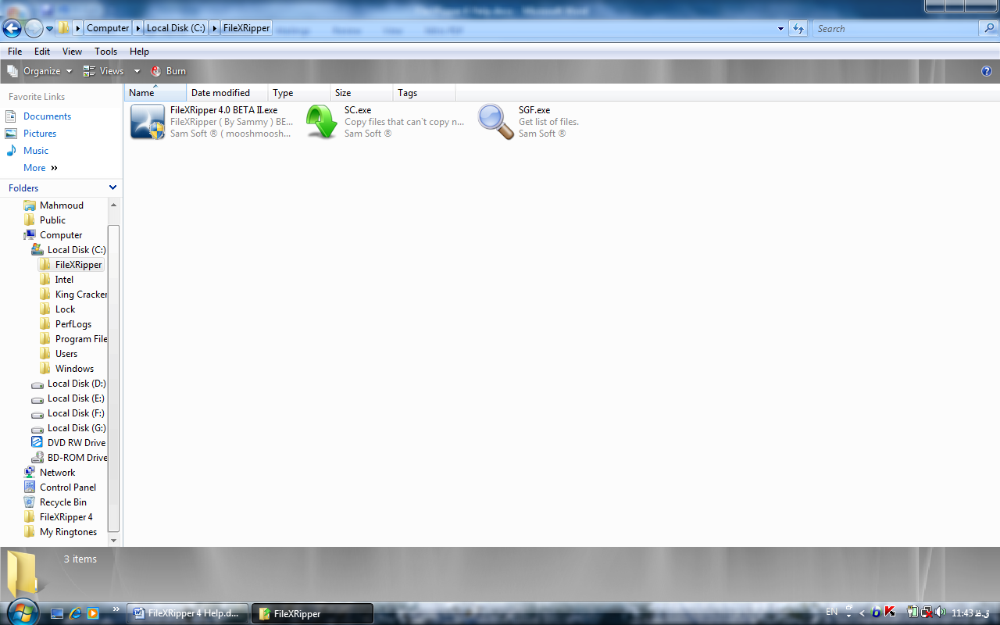 Computer
Local Disk (C:)
FileXRipper
Search
File Edit View Tools Help
Organize Views Burn
Favorite Links
Documents
Pictures
Music
More »
Folders
Mahmoud
Public
Computer
Local Disk (C:)
FileXRipper
Intel
King Cracker
Lock
PerfLogs
Program File
Users
Windows
Local Disk (D:)
Local Disk (E:)
Local Disk (F:)
Local Disk (G:)
DVD RW Drive
BD-ROM Drive
Network
Control Panel
Recycle Bin
FileXRipper 4
My Ringtones
Name Date modified Type Size Tags
FileXRipper 4.0 BETA II.exe
FileXRipper ( By Sammy ) BE...
Sam Soft ® ( mooshmoosh...
SC.exe
Copy files that can`t copy n...
Sam Soft ®
SGF.exe
Get list of files.
Sam Soft ®
3 items
FileXRipper 4 Help.d...
FileXRipper
EN
11:43 ق.ظ